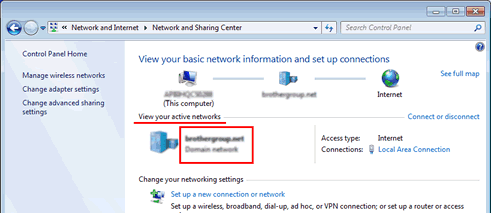 Network and Internet ▸ Network and Sharing Center
Search Control Panel
Control Panel Home
Manage wireless networks
Change adapter settings
Change advanced sharing
settings
View your basic network information and set up connections
See full map
(This computer)
brothergroup.net
Internet
View your active networks
Connect or disconnect
brothergroup.net
Domain network
Access type: Internet
Connections: Local Area Connection
Change your networking settings
Set up a new connection or network
Set up a wireless, broadband, dial-up, ad hoc, or VPN connection; or set up a router or access